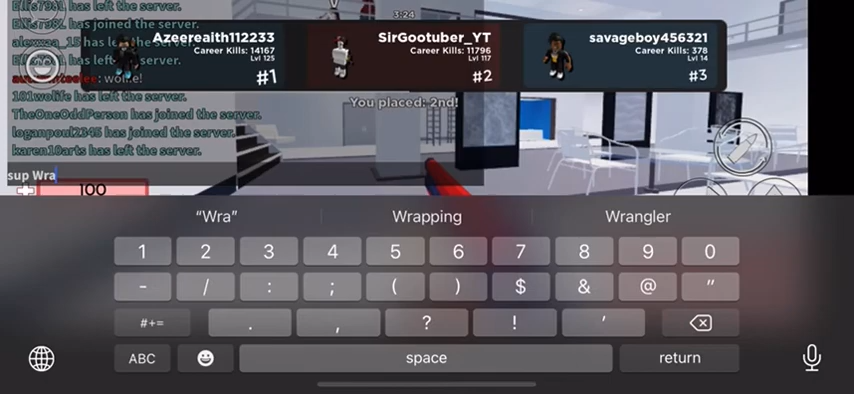 has left the server.
has joined the server.
has left the server.
has left the server.
101wolife has left the server.
TheOneOddPerson has joined the server.
has joined the server.
karen10arts has left the server.
sup Wra
100
3:24
Azeereaith112233
Career Kills: 14167
Lvl 125
#1
SirGootuber_YT
Career Kills: 11796
Lvl 117
#2
savageboy456321
Career Kills: 378
Lvl 14
#3
You placed: 2nd!
“Wra” Wrapping Wrangler
1 2 3 4 5 6 7 8 9 0
- / : ; ( ) $ & @ "
#+= . , ? ! '
ABC space return